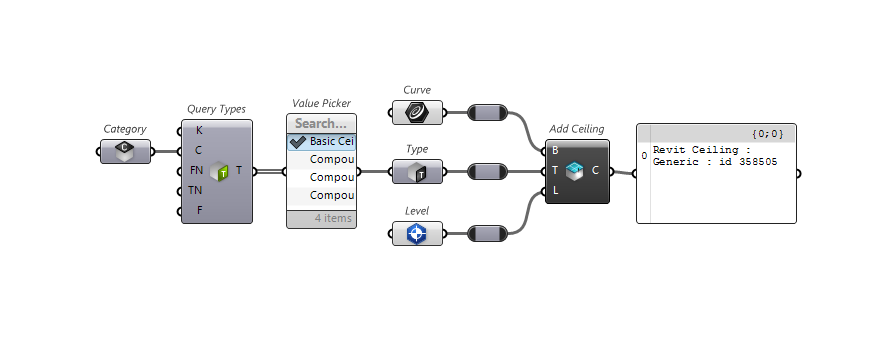 Category
Query Types
K
C
FN
TN
F
T
Value Picker
Search...
Basic Cei
Compou
Compou
Compou
4 items
Curve
Type
Level
Add Ceiling
B
T
L
C
{0;0}
0 Revit Ceiling :
Generic : id 358505